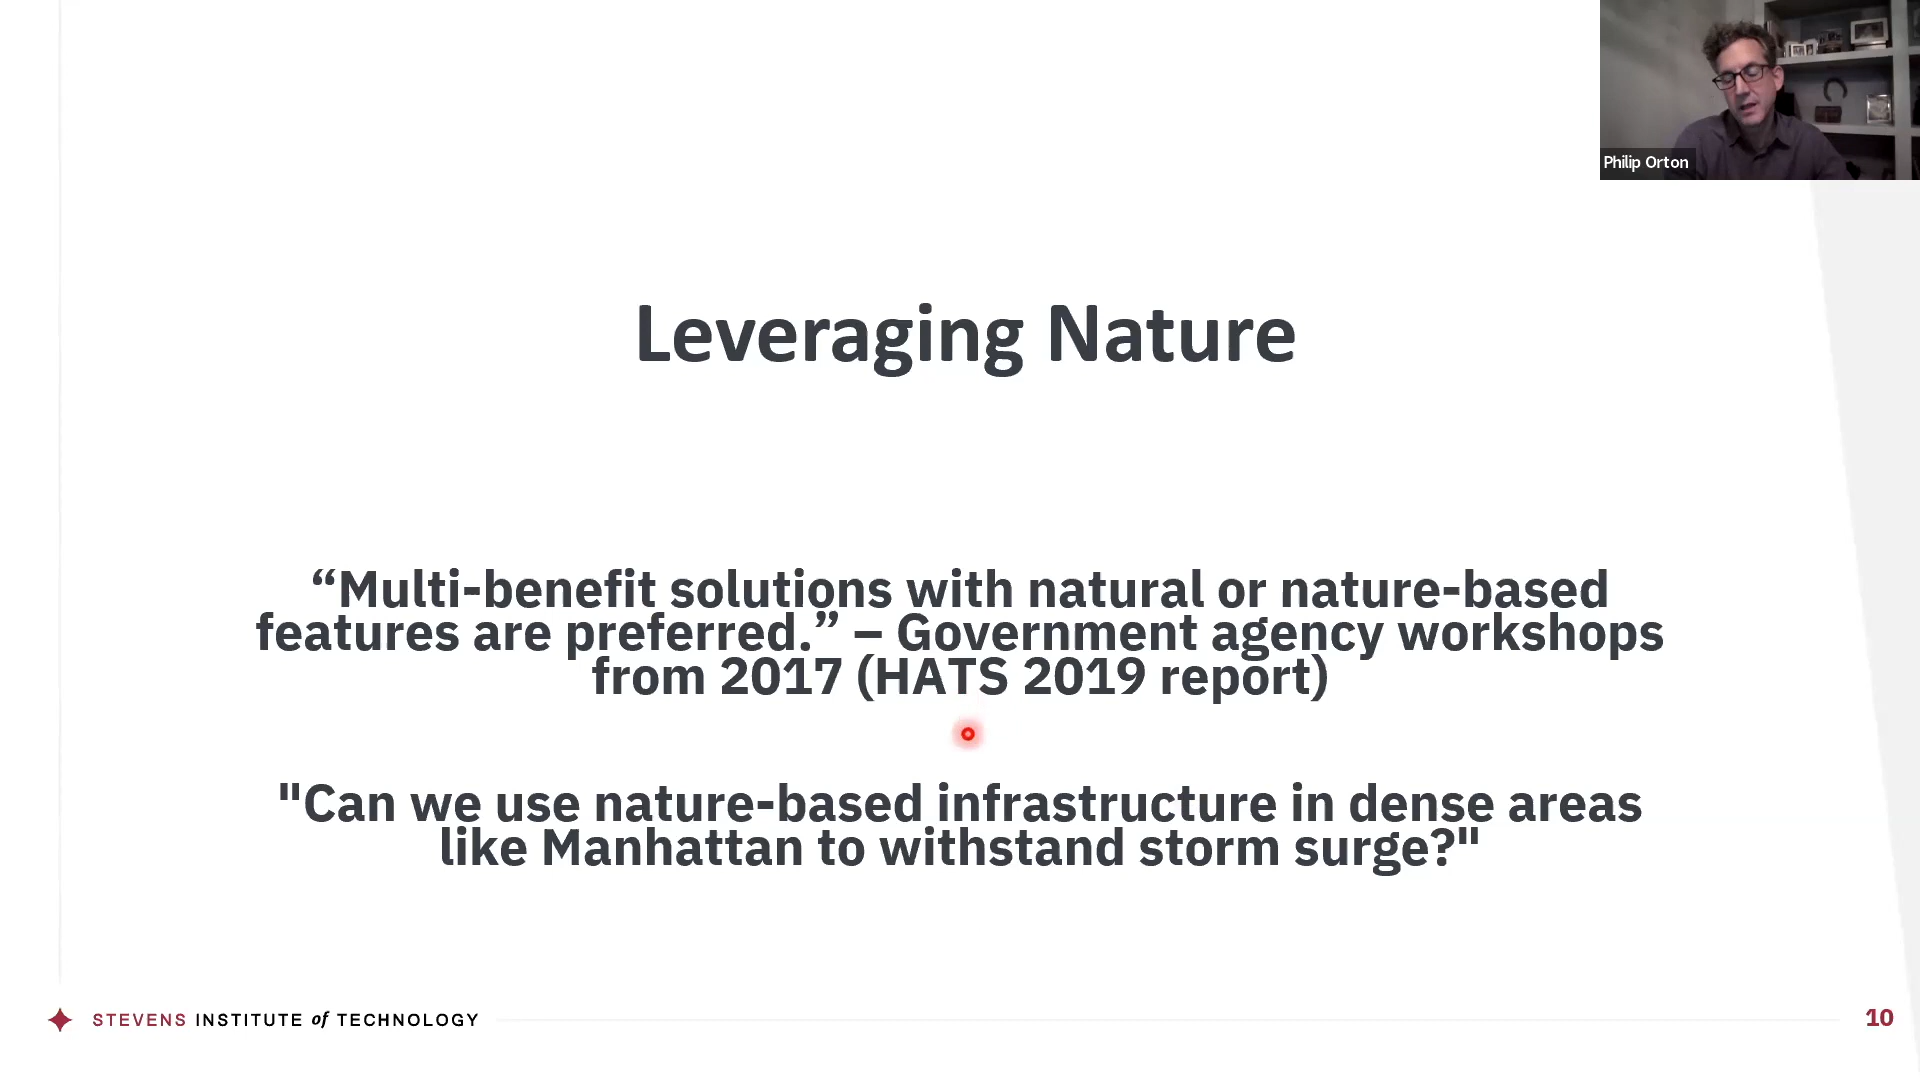 Philip Orton
Leveraging Nature
“Multi-benefit solutions with natural or nature-based
features are preferred.” – Government agency workshops
from 2017 (HATS 2019 report)
"Can we use nature-based infrastructure in dense areas
like Manhattan to withstand storm surge?"
STEVENS INSTITUTE of TECHNOLOGY
10